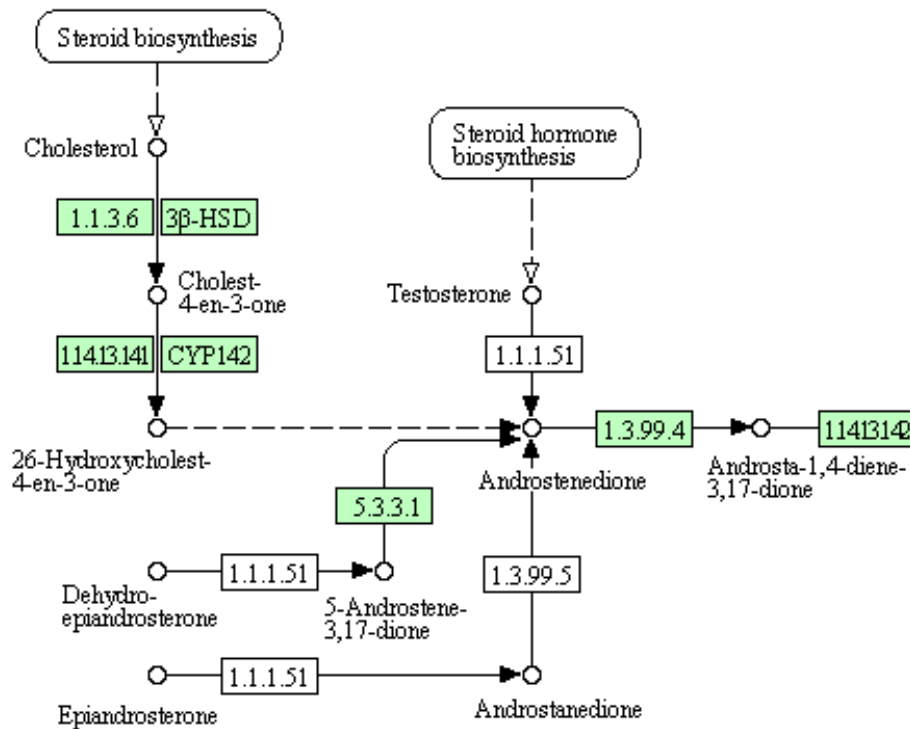 Steroid biosynthesis
Cholesterol
Steroid hormone
biosynthesis
1.1.3.6
3β-HSD
Cholest-
4-en-3-one
Testosterone
114.13.141
CYP142
1.1.1.51
1.3.99.4
114.13.142
26-Hydroxycholest-
4-en-3-one
Androstenedione
Androsta-1,4-diene-
3,17-dione
5.3.3.1
1.1.1.51
1.3.99.5
Dehydro-
epiandrosterone
5-Androstene-
3,17-dione
1.1.1.51
Epiandrosterone
Androstanedione